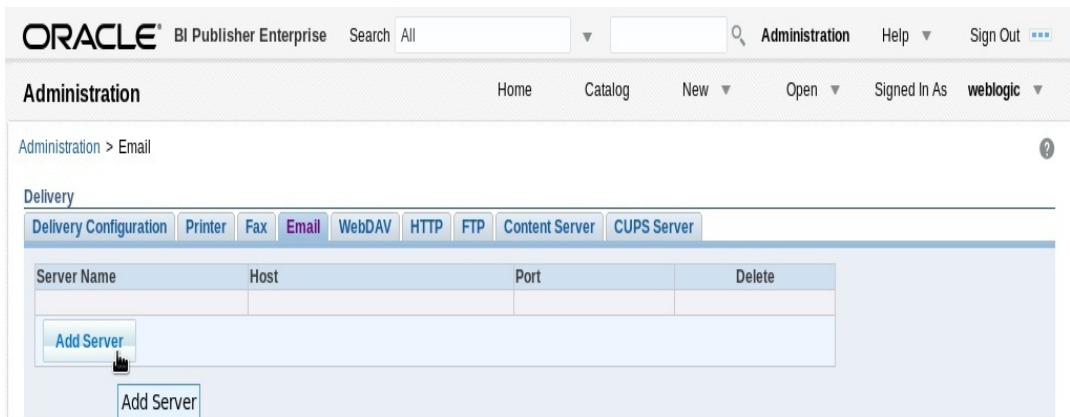 ORACLE® BI Publisher Enterprise Search All Administration Help Sign Out
Administration Home Catalog New Open Signed In As weblogic
Administration > Email
Delivery
Delivery Configuration Printer Fax Email WebDAV HTTP FTP Content Server CUPS Server
Server Name Host Port Delete
Add Server
Add Server